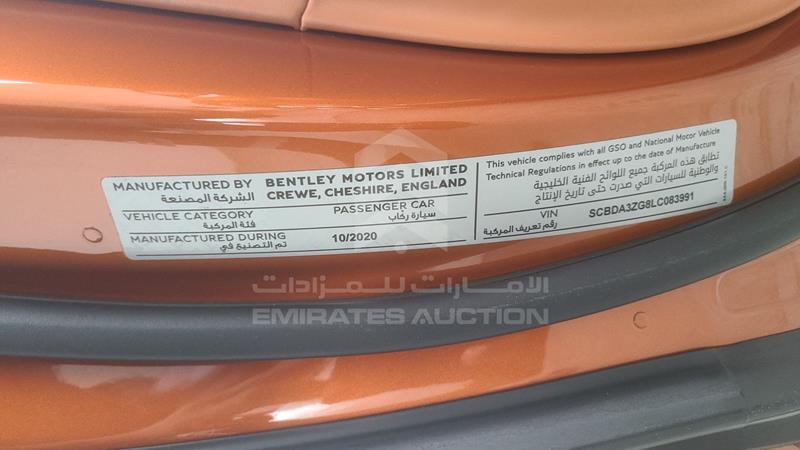 MANUFACTURED BY
الشركة المصنعة
BENTLEY MOTORS LIMITED
CREWE, CHESHIRE, ENGLAND
VEHICLE CATEGORY
فئة المركبة
PASSENGER CAR
سيارة ركاب
MANUFACTURED DURING
تم التصنيع في
10/2020
This vehicle complies with all GSO and National Motor Vehicle
Technical Regulations in effect up to the date of Manufacture
تطابق هذه المركبة جميع اللوائح الفنية الخليجية
والوطنية للسيارات التي صدرت حتى تاريخ الإنتاج
VIN
رقم تعريف المركبة
SCBDA3ZG8LC083991
الامارات للمزادات
EMIRATES AUCTION